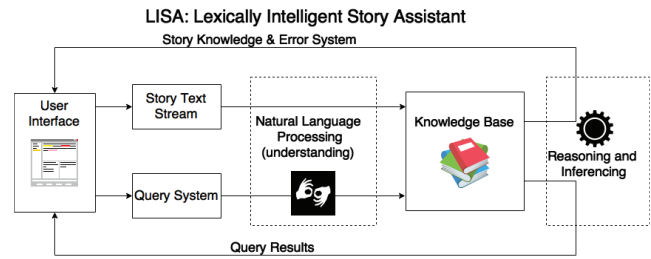 LISA: Lexically Intelligent Story Assistant
Story Knowledge & Error System
User
Interface
Story Text
Stream
Natural Language
Processing
(understanding)
Knowledge Base
Reasoning and
Inferencing
Query System
Query Results